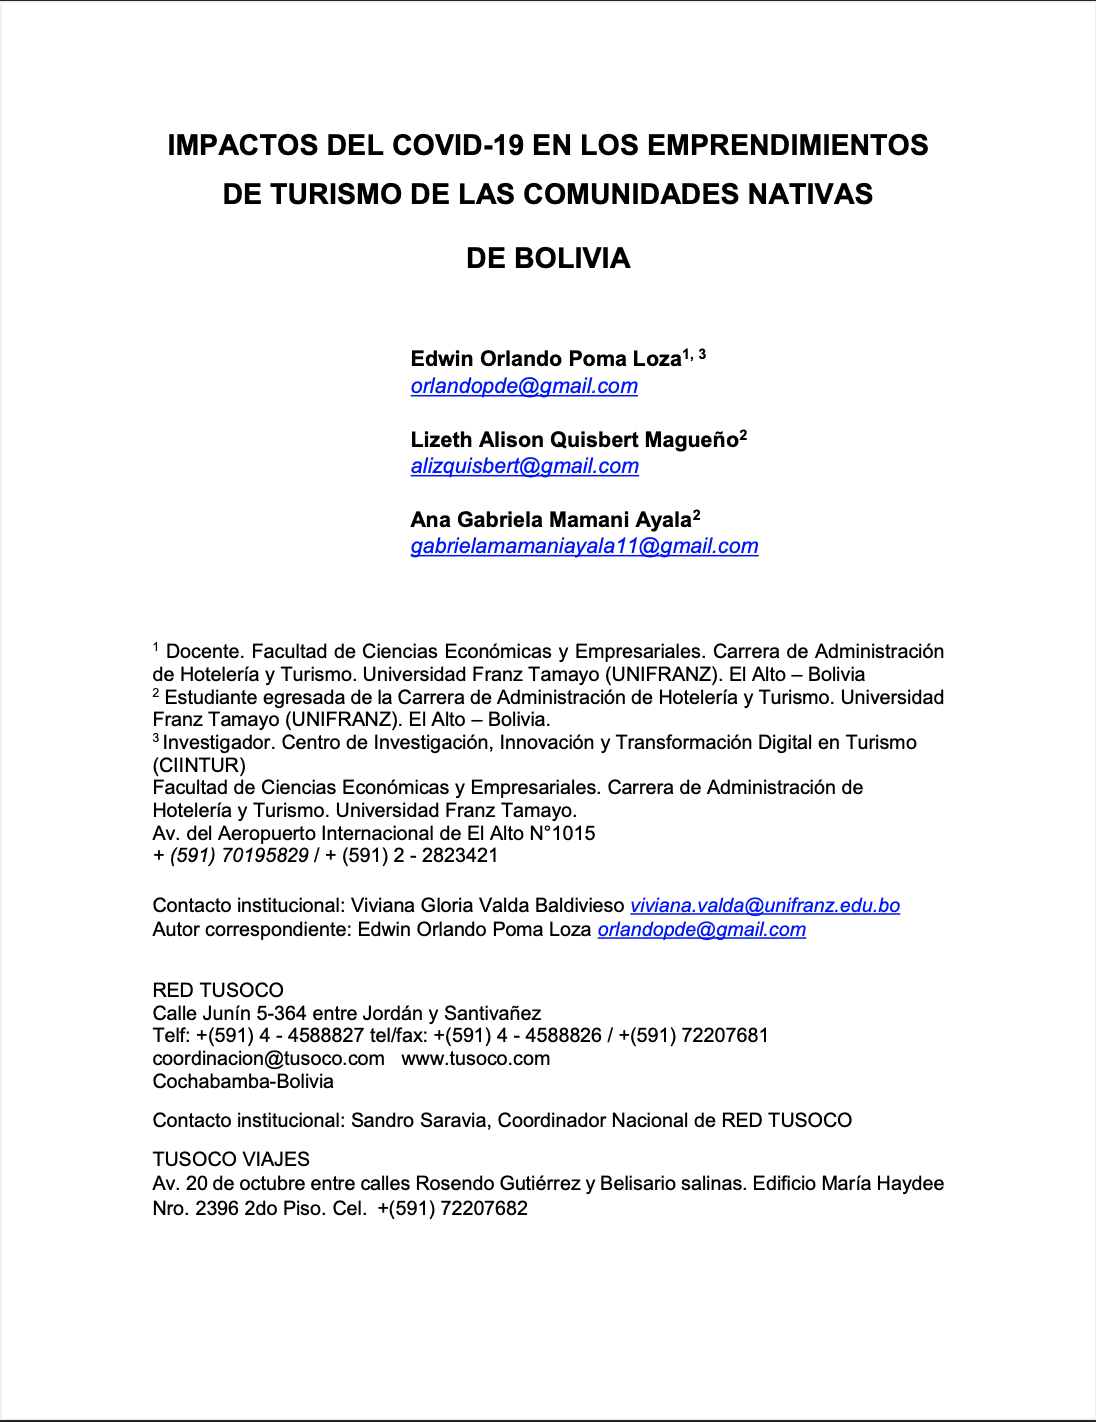 IMPACTOS DEL COVID-19 EN LOS EMPRENDIMIENTOS
DE TURISMO DE LAS COMUNIDADES NATIVAS
DE BOLIVIA
Edwin Orlando Poma Loza1, 3
orlandopde@gmail.com
Lizeth Alison Quisbert Magueño2
alizquisbert@gmail.com
Ana Gabriela Mamani Ayala2
gabrielamamaniayala11@gmail.com
1 Docente. Facultad de Ciencias Económicas y Empresariales. Carrera de Administración
de Hotelería y Turismo. Universidad Franz Tamayo (UNIFRANZ). El Alto – Bolivia
2 Estudiante egresada de la Carrera de Administración de Hotelería y Turismo. Universidad
Franz Tamayo (UNIFRANZ). El Alto – Bolivia.
3 Investigador. Centro de Investigación, Innovación y Transformación Digital en Turismo
(CIINTUR)
Facultad de Ciencias Económicas y Empresariales. Carrera de Administración de
Hotelería y Turismo. Universidad Franz Tamayo.
Av. del Aeropuerto Internacional de El Alto N°1015
+ (591) 70195829 / + (591) 2 - 2823421
Contacto institucional: Viviana Gloria Valda Baldivieso viviana.valda@unifranz.edu.bo
Autor correspondiente: Edwin Orlando Poma Loza orlandopde@gmail.com
RED TUSOCO
Calle Junín 5-364 entre Jordán y Santivañez
Telf: +(591) 4 - 4588827 tel/fax: +(591) 4 - 4588826 / +(591) 72207681
coordinacion@tusoco.com www.tusoco.com
Cochabamba-Bolivia
Contacto institucional: Sandro Saravia, Coordinador Nacional de RED TUSOCO
TUSOCO VIAJES
Av. 20 de octubre entre calles Rosendo Gutiérrez y Belisario salinas. Edificio María Haydee
Nro. 2396 2do Piso. Cel. +(591) 72207682